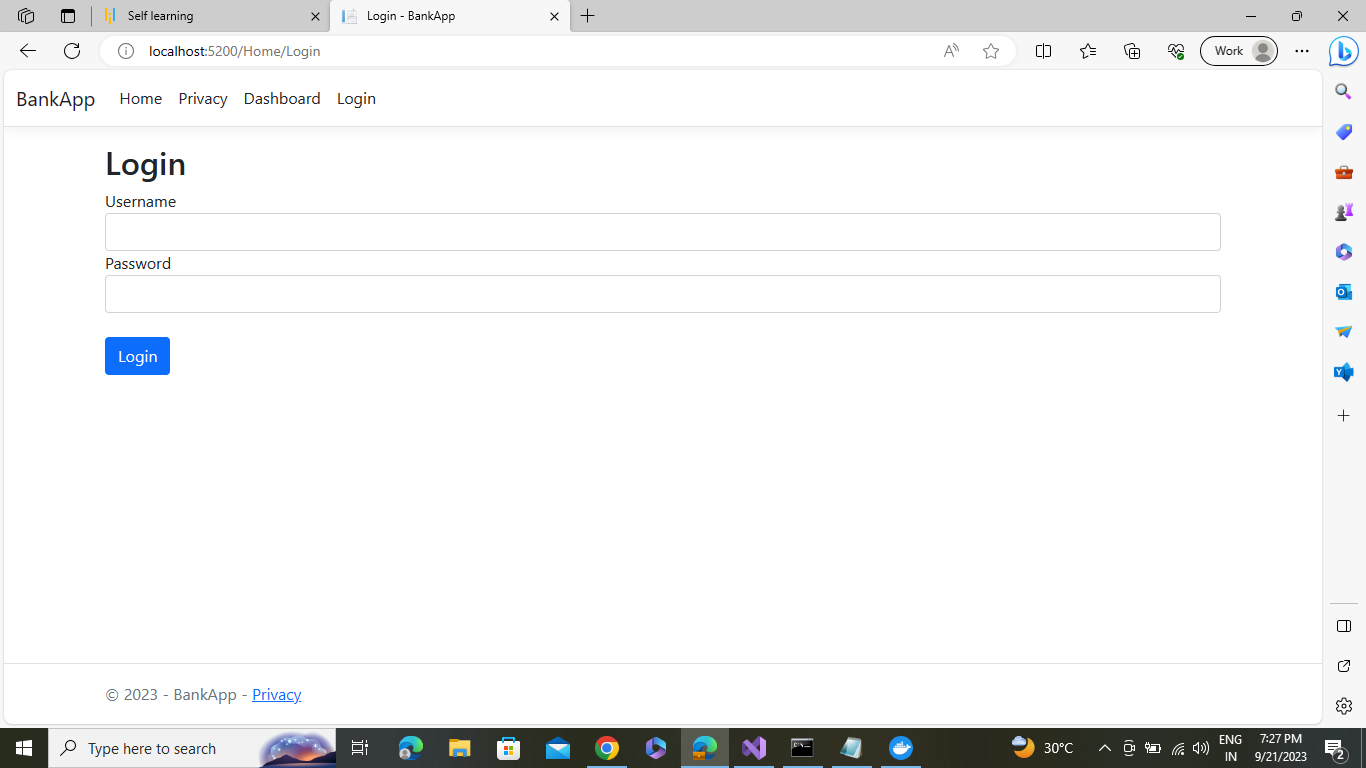 Self learning
Login - BankApp
localhost:5200/Home/Login
Work
BankApp Home Privacy Dashboard Login
Login
Username
Password
Login
© 2023 - BankApp - Privacy
Type here to search
30°C
ENG
IN
7:27 PM
9/21/2023
2